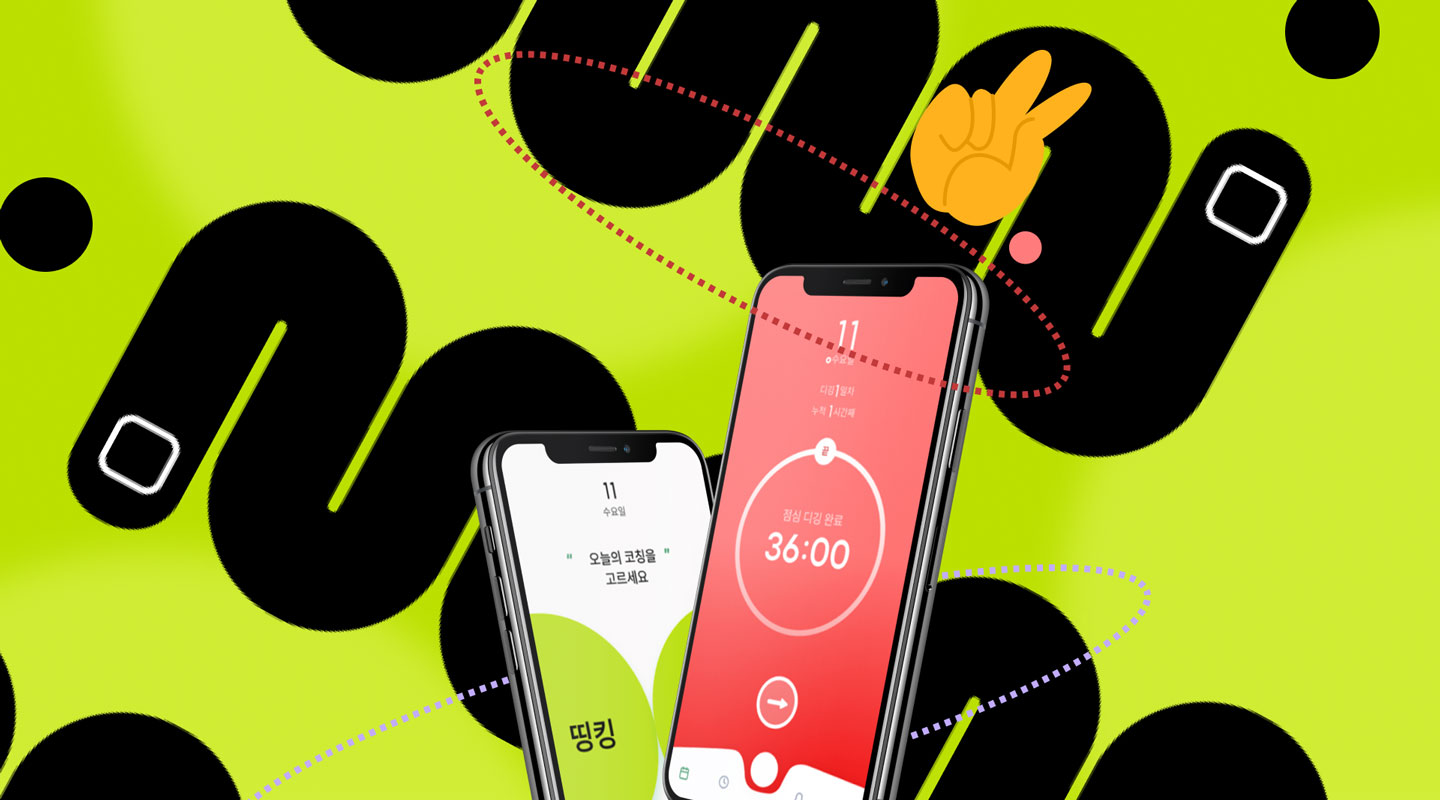 11
수요일
"오늘의 코칭을"
고르세요
띵킹
11
수요일
디깅 1일차
누적 1시간째
끝
점심 디깅 완료
36:00